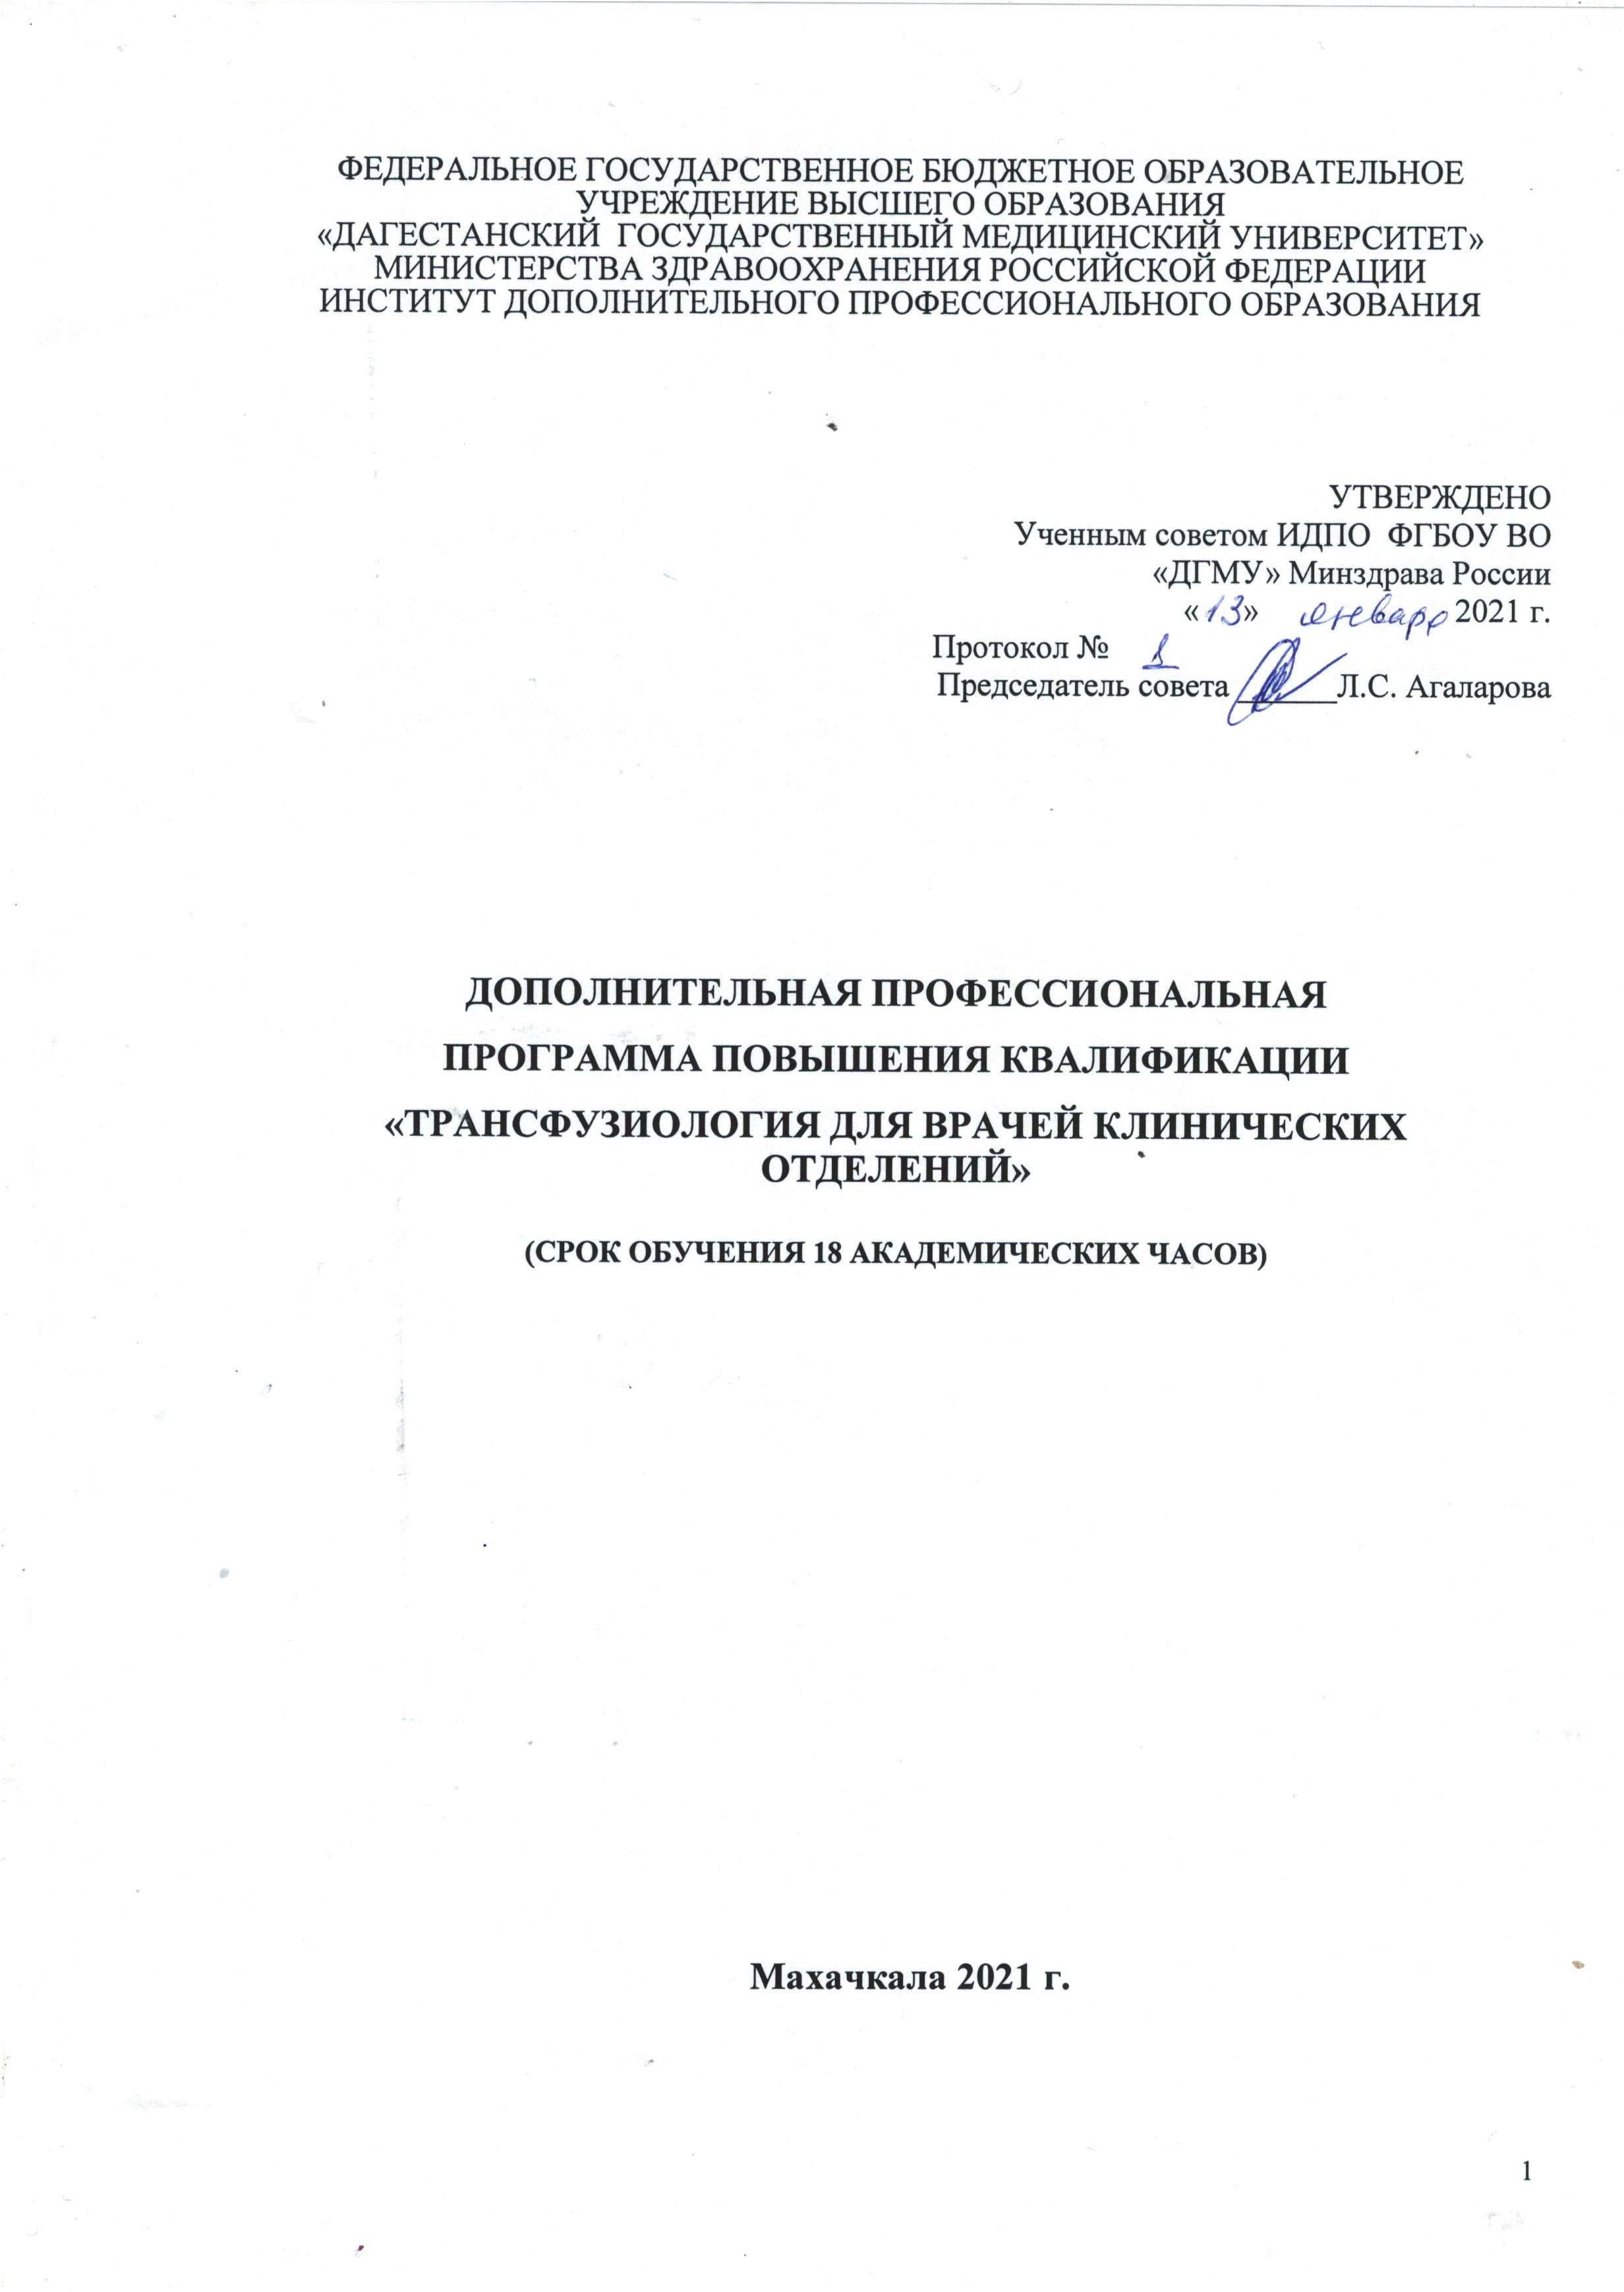 ФЕДЕРАЛЬНОЕ ГОСУДАРСТВЕННОЕ БЮДЖЕТНОЕ ОБРАЗОВАТЕЛЬНОЕ
УЧРЕЖДЕНИЕ ВЫСШЕГО ОБРАЗОВАНИЯ
«ДАГЕСТАНСКИЙ ГОСУДАРСТВЕННЫЙ МЕДИЦИНСКИЙ УНИВЕРСИТЕТ»
МИНИСТЕРСТВА ЗДРАВООХРАНЕНИЯ РОССИЙСКОЙ ФЕДЕРАЦИИ
ИНСТИТУТ ДОПОЛНИТЕЛЬНОГО ПРОФЕССИОНАЛЬНОГО ОБРАЗОВАНИЯ
УТВЕРЖДЕНО
Ученным советом ИДПО ФГБОУ ВО
«ДГМУ» Минздрава России
«13» января 2021 г.
Протокол № 1
Председатель совета ______Л.С. Агаларова
ДОПОЛНИТЕЛЬНАЯ ПРОФЕССИОНАЛЬНАЯ
ПРОГРАММА ПОВЫШЕНИЯ КВАЛИФИКАЦИИ
«ТРАНСФУЗИОЛОГИЯ ДЛЯ ВРАЧЕЙ КЛИНИЧЕСКИХ
ОТДЕЛЕНИЙ»
(СРОК ОБУЧЕНИЯ 18 АКАДЕМИЧЕСКИХ ЧАСОВ)
Махачкала 2021 г.
1